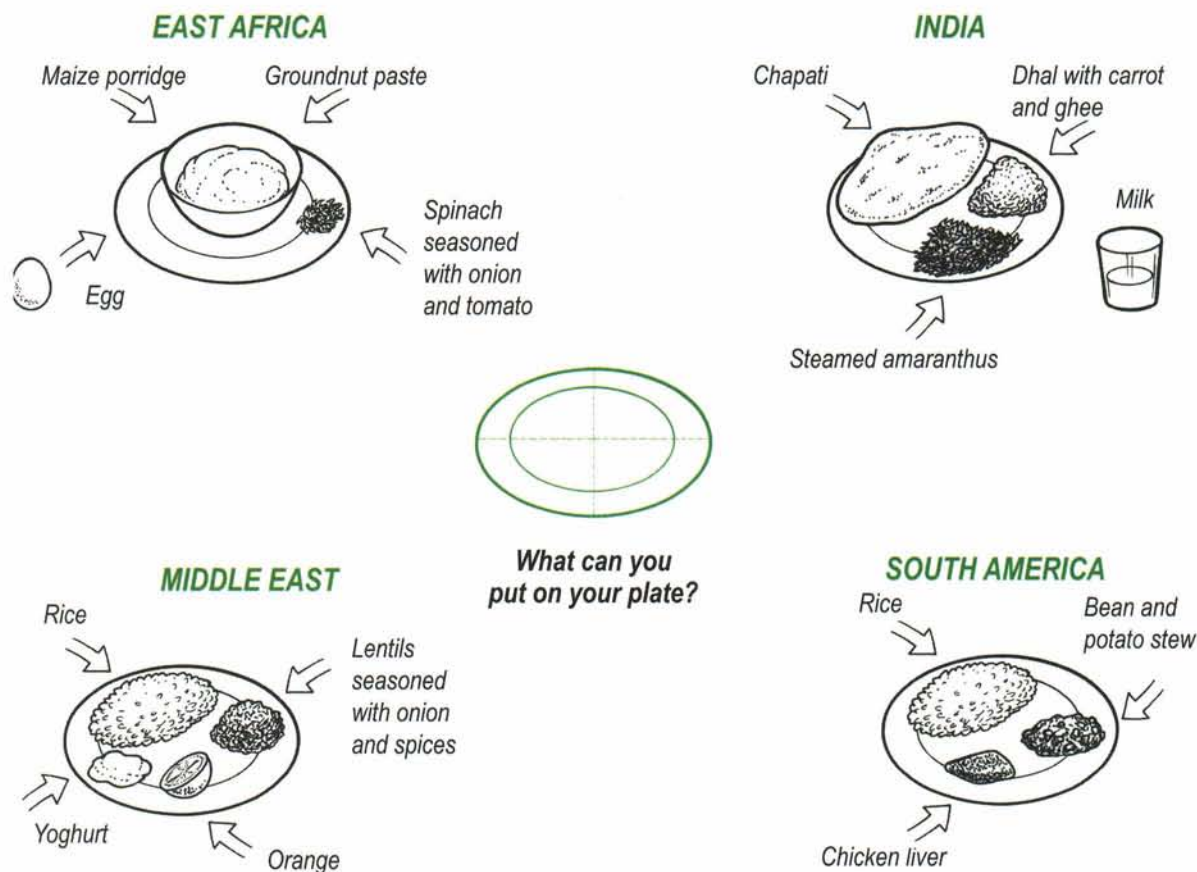 EAST AFRICA
Maize porridge
Groundnut paste
Spinach
seasoned
with onion
and tomato
Egg
INDIA
Chapati
Dhal with carrot
and ghee
Milk
Steamed amaranthus
What can you
put on your plate?
MIDDLE EAST
Rice
Lentils
seasoned
with onion
and spices
Yoghurt
Orange
SOUTH AMERICA
Rice
Bean and
potato stew
Chicken liver